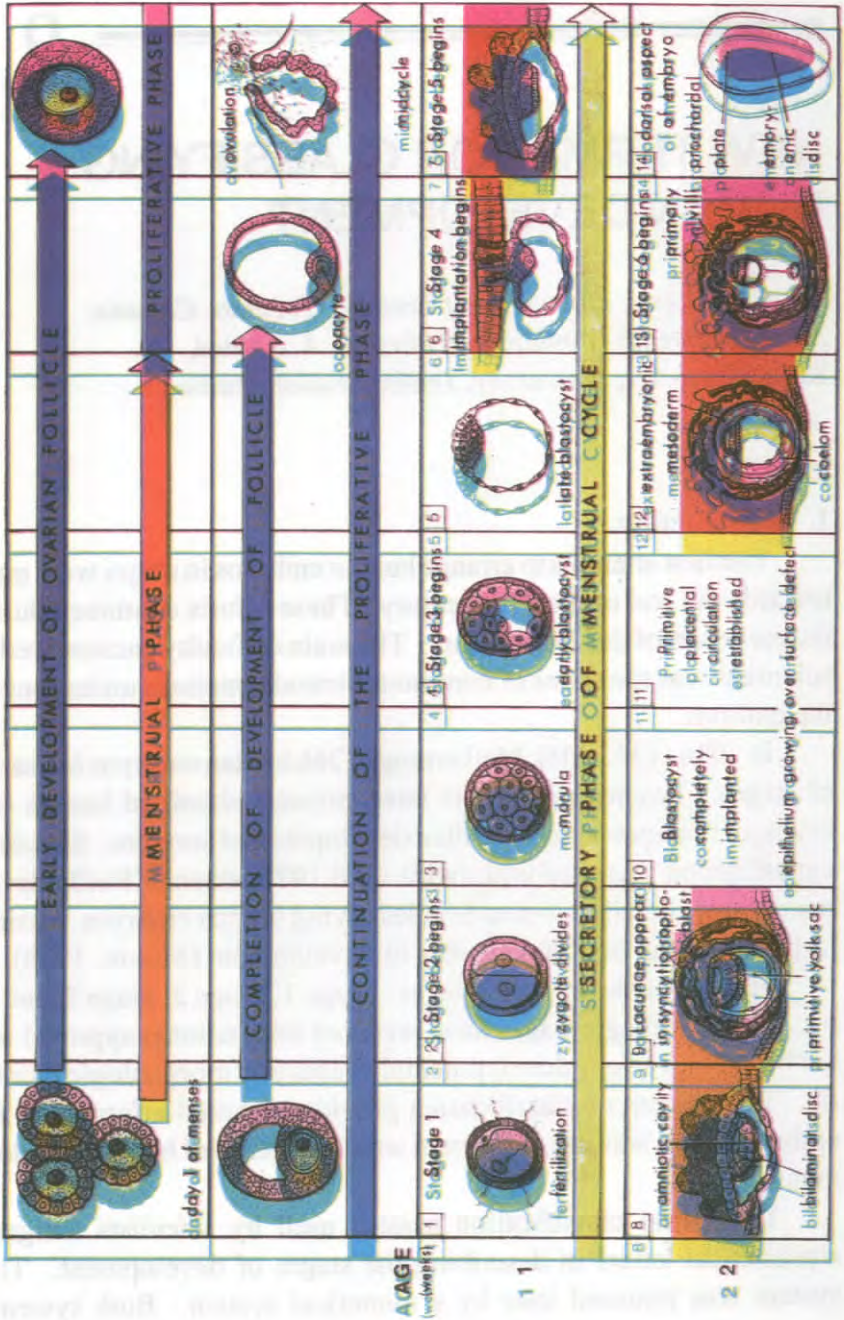 EARLY DEVELOPMENT OF OVARIAN FOLLICLE
MENSTRUAL PHASE
PROLIFERATIVE PHASE
day 1 of menses
COMPLETION OF DEVELOPMENT OF FOLLICLE
oocyte
ovulation
CONTINUATION OF THE PROLIFERATIVE PHASE
midcycle
AGE
(weeks)
1
1 Stage 1
fertilization
2 Stage 2 begins
zygote divides
3
morula
4 Stage 3 begins
early blastocyst
5
late blastocyst
6 Stage 4
Implantation begins
7 Stage 5 begins
SECRETORY PHASE OF MENSTRUAL CYCLE
2
8 amniotic cavity
bilaminar disc
9 Lacunae appear
in syncytiotropho-
blast
primitive yolk sac
10
Blastocyst
completely
implanted
11
Primitive
placental
circulation
established
epithelium growing over surface defect
12 extraembryonic
mesoderm
coelom
13 Stage 6 begins
primary
villi
14 dorsal aspect
of embryo
prochordal
plate
embry-
onic
disc